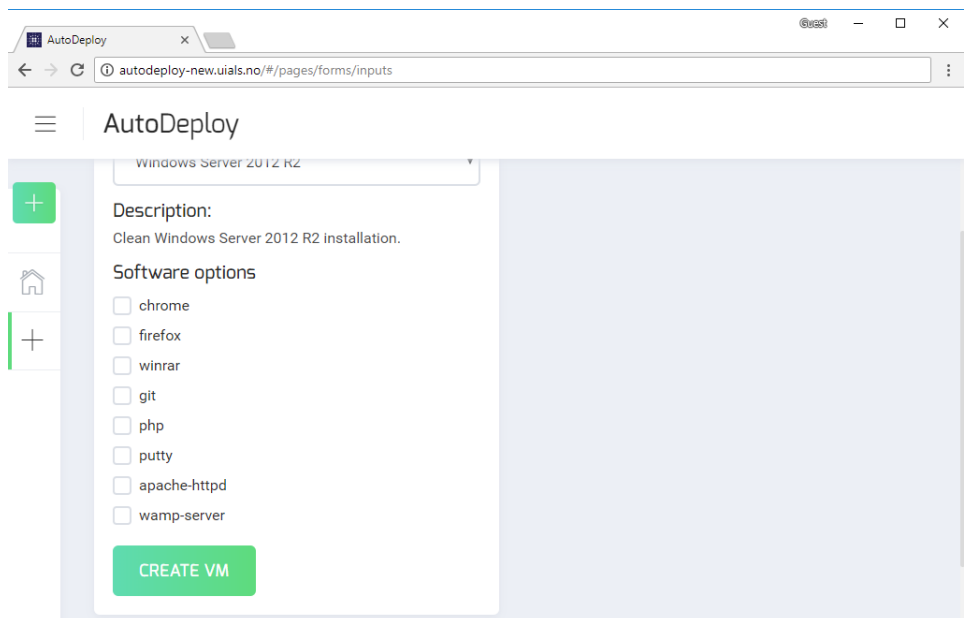 Guest
AutoDeploy
autodeploy-new.uials.no/#/pages/forms/inputs
AutoDeploy
Windows Server 2012 R2
Description:
Clean Windows Server 2012 R2 installation.
Software options
chrome
firefox
winrar
git
php
putty
apache-httpd
wamp-server
CREATE VM